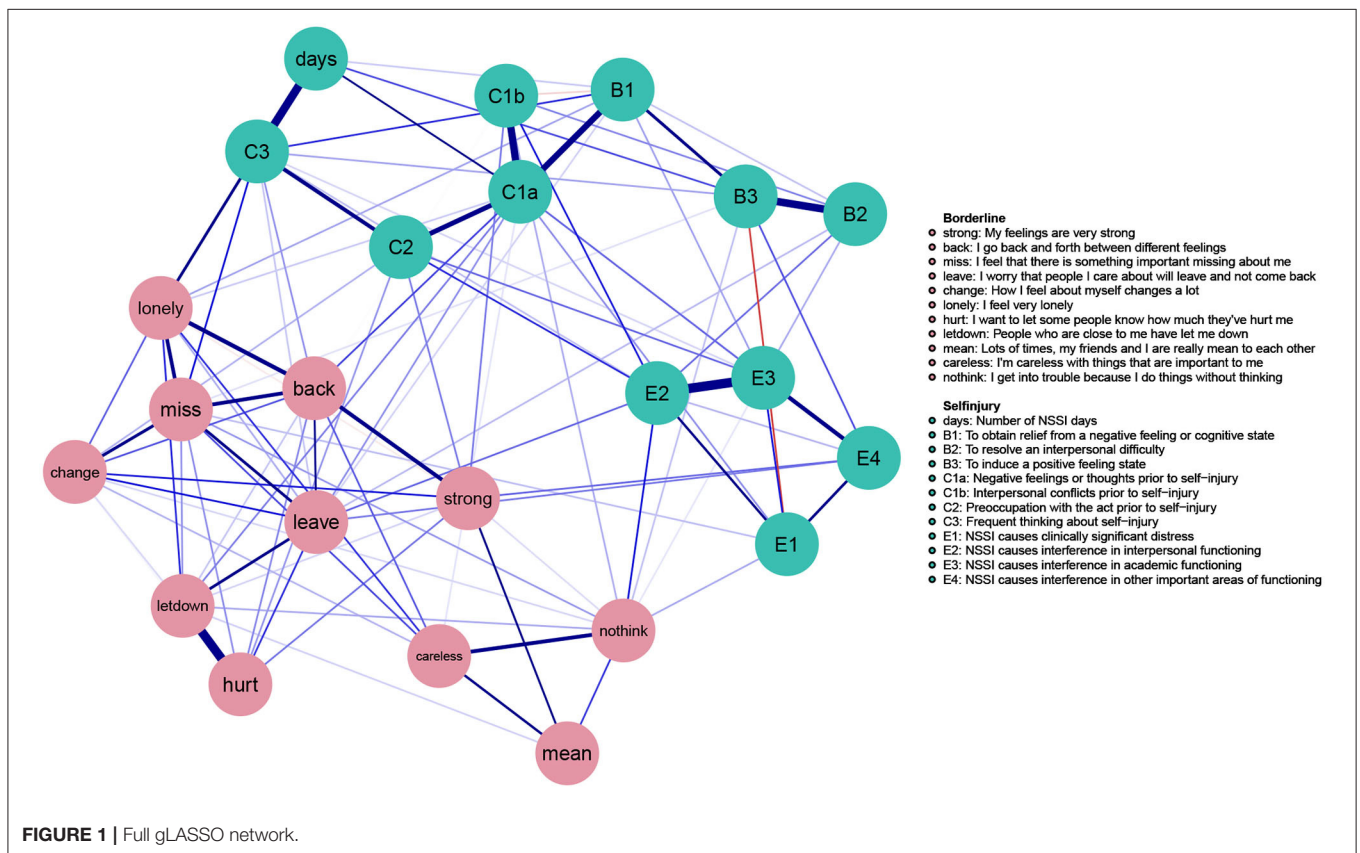 days
C1b
B1
C3
C1a
B3
B2
C2
lonely
back
miss
E2
E3
change
strong
E4
leave
E1
letdown
nothink
careless
hurt
mean
Borderline
strong: My feelings are very strong
back: I go back and forth between different feelings
miss: I feel that there is something important missing about me
leave: I worry that people I care about will leave and not come back
change: How I feel about myself changes a lot
lonely: I feel very lonely
hurt: I want to let some people know how much they've hurt me
letdown: People who are close to me have let me down
mean: Lots of times, my friends and I are really mean to each other
careless: I'm careless with things that are important to me
nothink: I get into trouble because I do things without thinking
Selfinjury
days: Number of NSSI days
B1: To obtain relief from a negative feeling or cognitive state
B2: To resolve an interpersonal difficulty
B3: To induce a positive feeling state
C1a: Negative feelings or thoughts prior to self−injury
C1b: Interpersonal conflicts prior to self−injury
C2: Preoccupation with the act prior to self−injury
C3: Frequent thinking about self−injury
E1: NSSI causes clinically significant distress
E2: NSSI causes interference in interpersonal functioning
E3: NSSI causes interference in academic functioning
E4: NSSI causes interference in other important areas of functioning
FIGURE 1 | Full gLASSO network.